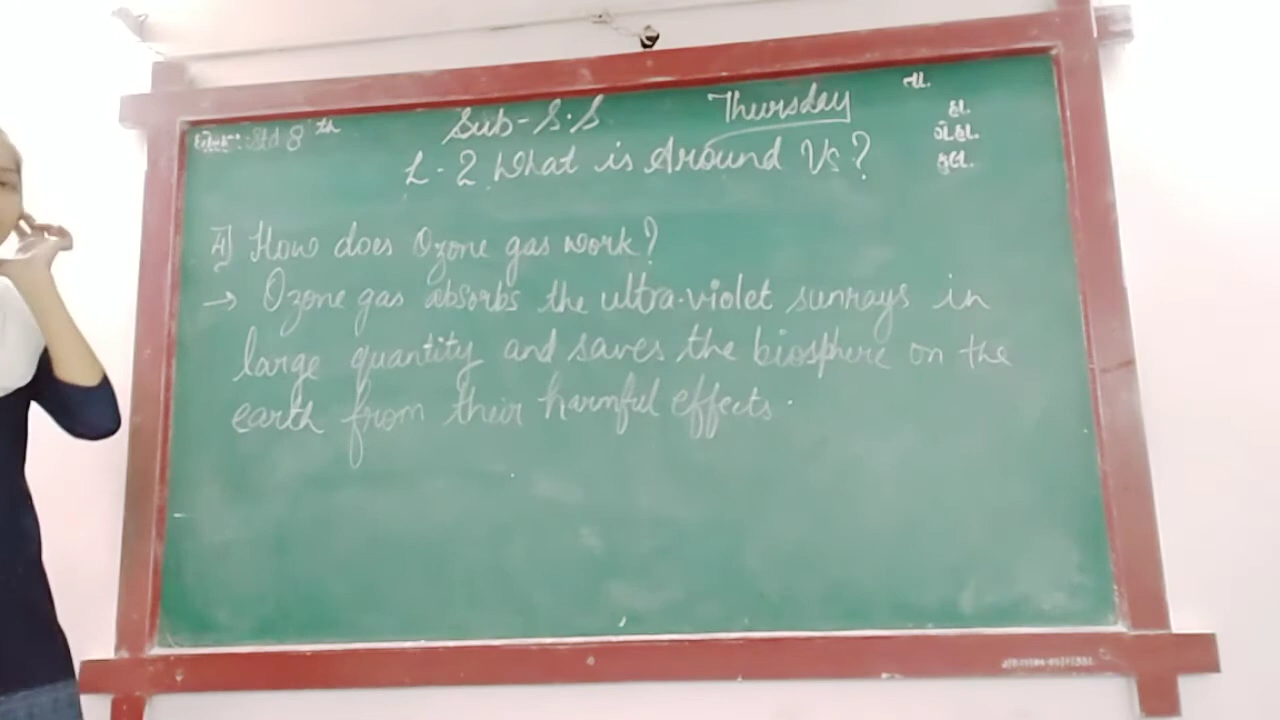 Std 8th
Sub-S.S
Thursday
તા.
હા.
ગે.હા.
કુલ.
L-2 What is Around Us?
4) How does Ozone gas work?
→ Ozone gas absorbs the ultra-violet sunrays in
large quantity and saves the biosphere on the
earth from their harmful effects.